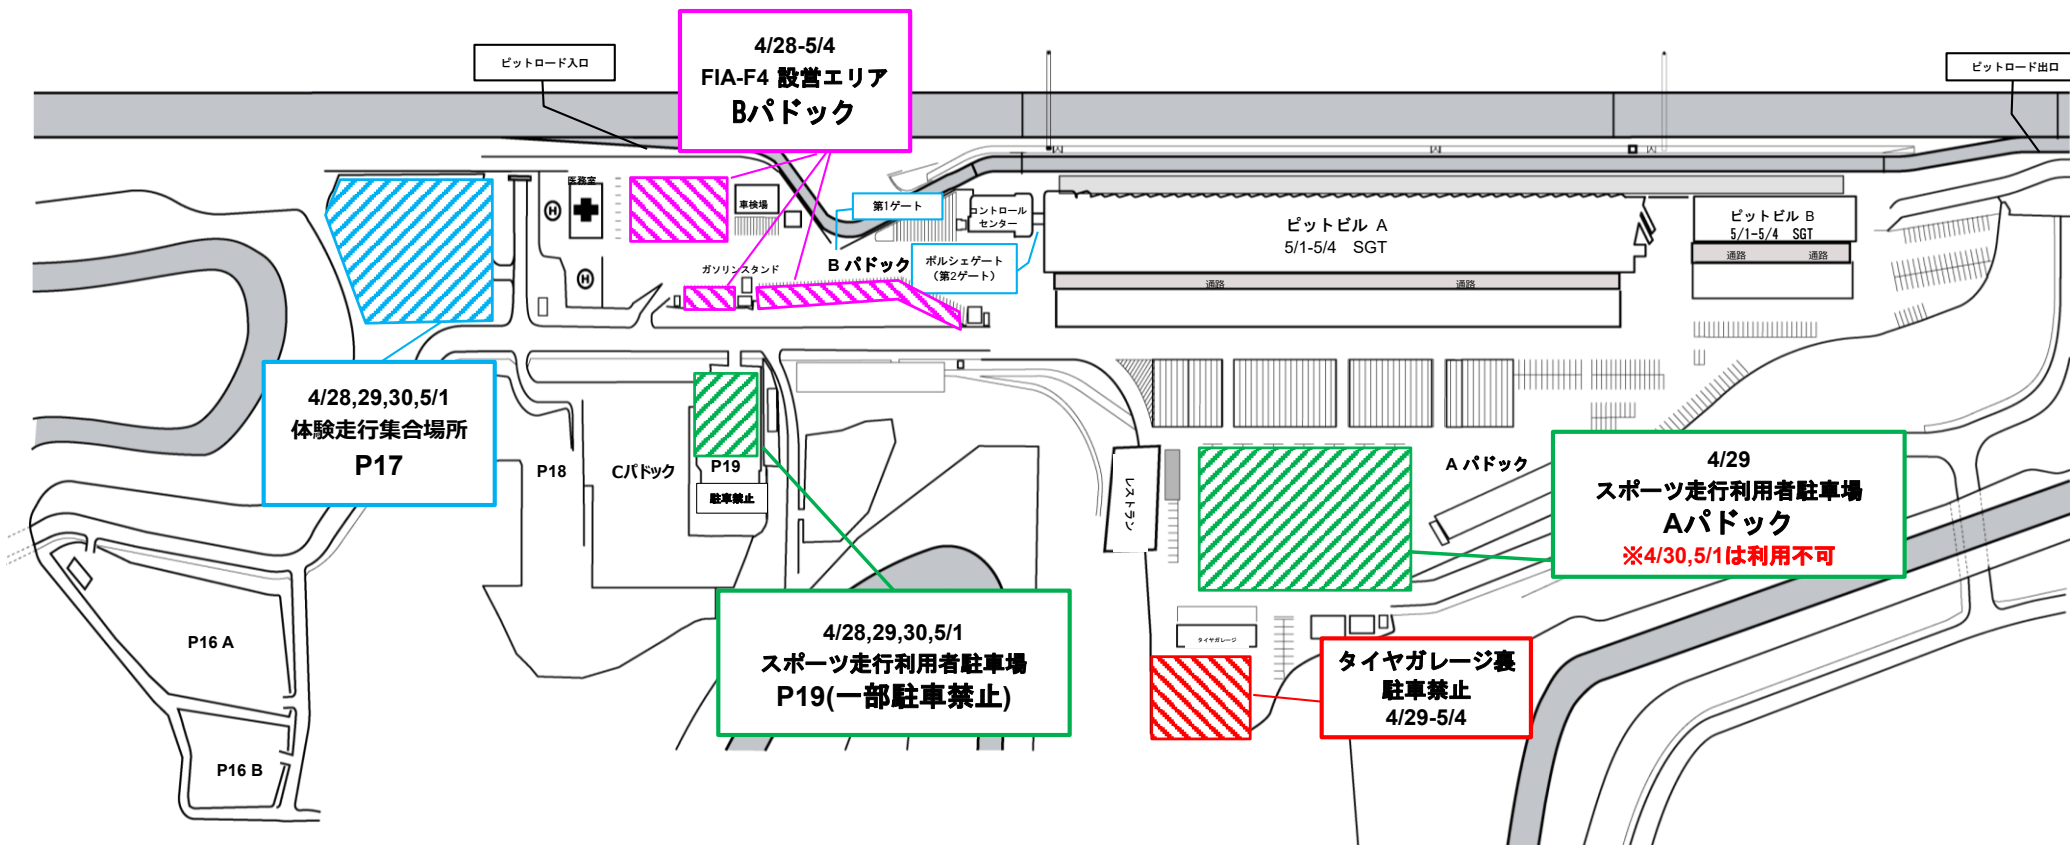 4/28-5/4
FIA-F4 設営エリア
Bパドック
ピットロード入口
ピットロード出口
医務室
H
車検場
第1ゲート
コントロール
センター
ピットビル A
5/1-5/4 SGT
ピットビル B
5/1-5/4 SGT
通路
通路
H
ガソリンスタンド
B パドック
ポルシェゲート
(第2ゲート)
通路
通路
4/28,29,30,5/1
体験走行集合場所
P17
P18
Cパドック
P19
駐車禁止
レストラン
A パドック
4/29
スポーツ走行利用者駐車場
Aパドック
※4/30,5/1は利用不可
4/28,29,30,5/1
スポーツ走行利用者駐車場
P19(一部駐車禁止)
タイヤガレージ
タイヤガレージ裏
駐車禁止
4/29-5/4
P16 A
P16 B